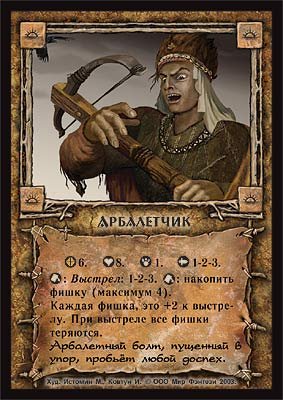 АРБАЛЕТЧИК
6. 8. 1. 1-2-3.
: Выстрел: 1-2-3. : накопить
фишку (максимум 4).
Каждая фишка, это +2 к выстре-
лу. При выстреле все фишки
теряются.
Арбалетный болт, пущенный в
упор, пробьёт любой доспех.
Худ. Истомин М., Ковтун И. © ООО Мир Фэнтези 2003.